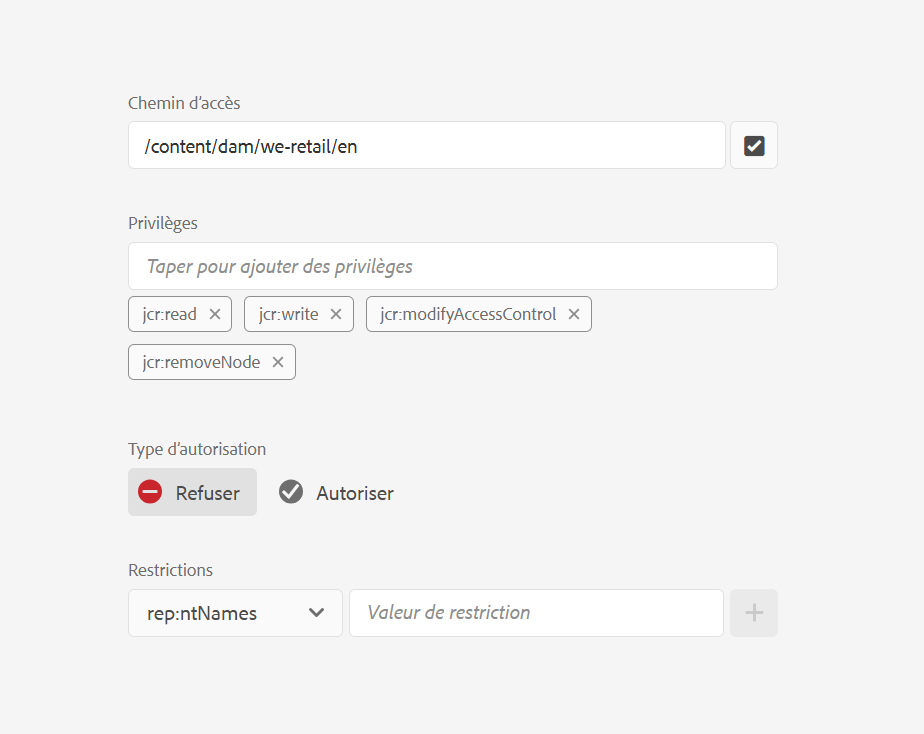 Chemin d’accès
/content/dam/we-retail/en
Privilèges
Taper pour ajouter des privilèges
jcr:read jcr:write jcr:modifyAccessControl
jcr:removeNode
Type d’autorisation
Refuser Autoriser
Restrictions
rep:ntNames Valeur de restriction